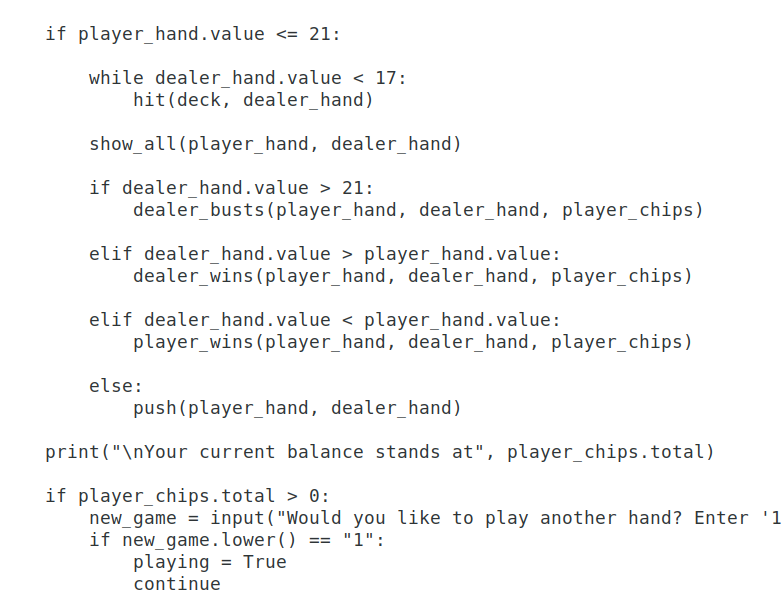 if player_hand.value <= 21:
while dealer_hand.value < 17:
hit(deck, dealer_hand)
show_all(player_hand, dealer_hand)
if dealer_hand.value > 21:
dealer_busts(player_hand, dealer_hand, player_chips)
elif dealer_hand.value > player_hand.value:
dealer_wins(player_hand, dealer_hand, player_chips)
elif dealer_hand.value < player_hand.value:
player_wins(player_hand, dealer_hand, player_chips)
else:
push(player_hand, dealer_hand)
print("\nYour current balance stands at", player_chips.total)
if player_chips.total > 0:
new_game = input("Would you like to play another hand? Enter '1
if new_game.lower() == "1":
playing = True
continue